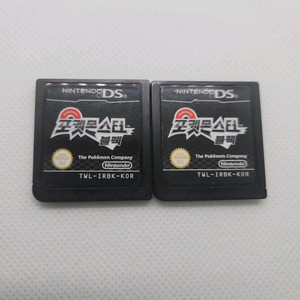 NINTENDO DS
포켓몬스터
블랙
The Pokémon Company
Nintendo
TWL-IRBK-KOR
NINTENDO DS
포켓몬스터
블랙
The Pokémon Company
Nintendo
TWL-IRBK-KOR